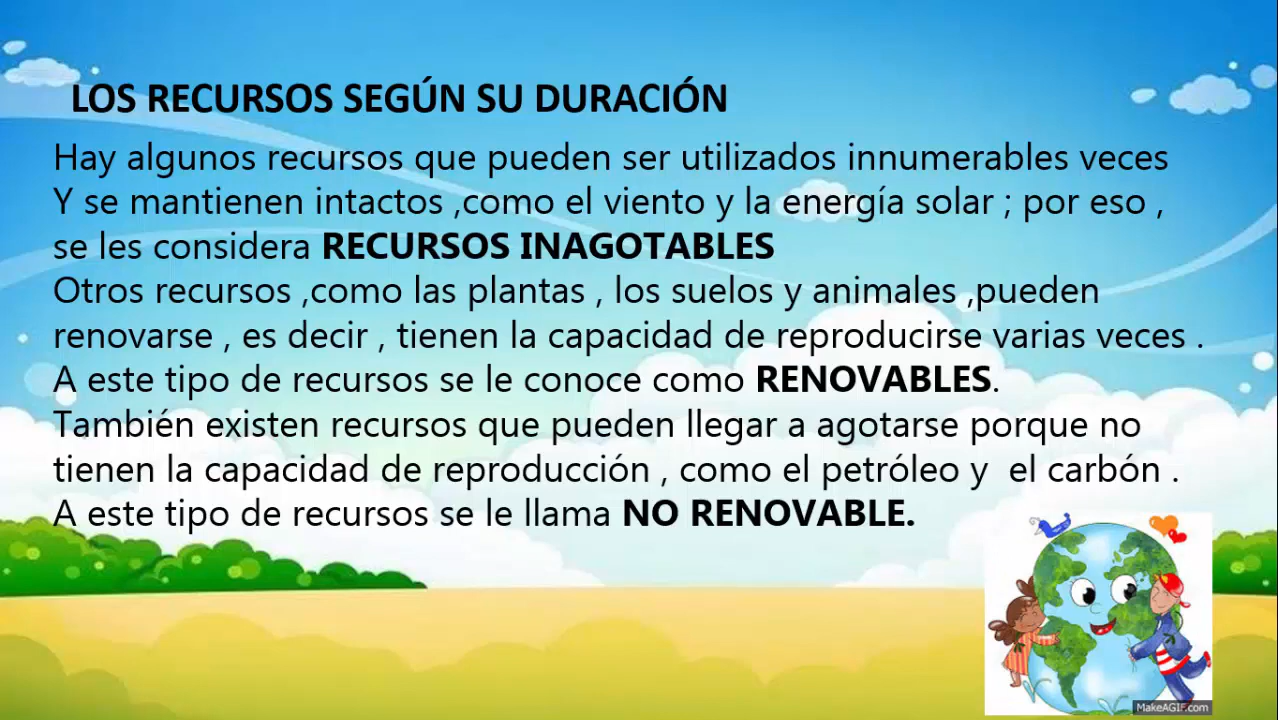 LOS RECURSOS SEGÚN SU DURACIÓN
Hay algunos recursos que pueden ser utilizados innumerables veces
Y se mantienen intactos ,como el viento y la energía solar ; por eso ,
se les considera RECURSOS INAGOTABLES
Otros recursos ,como las plantas , los suelos y animales ,pueden
renovarse , es decir , tienen la capacidad de reproducirse varias veces .
A este tipo de recursos se le conoce como RENOVABLES.
También existen recursos que pueden llegar a agotarse porque no
tienen la capacidad de reproducción , como el petróleo y  el carbón .
A este tipo de recursos se le llama NO RENOVABLE.
MakeAGIF.com